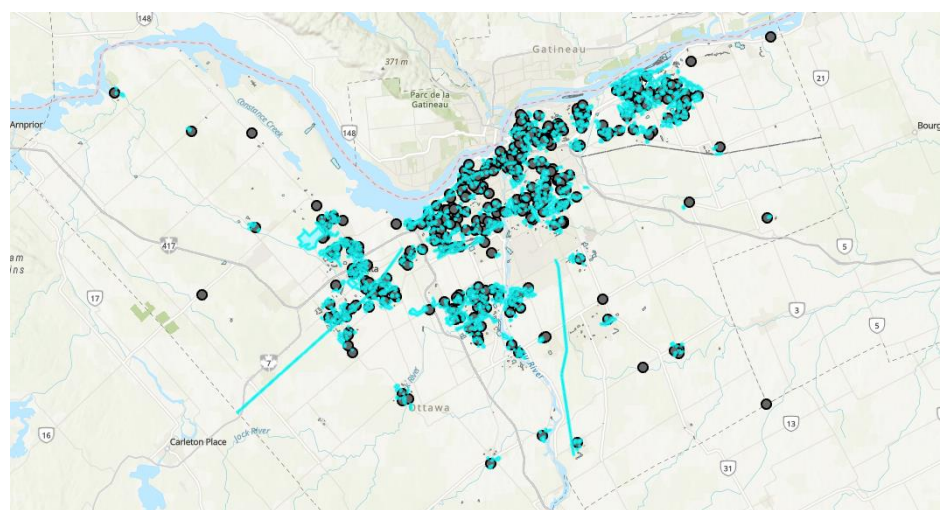 148
Gatineau
371 m
Parc de la
Gatineau
21
Constance Creek
Arnprior
148
Bourg
417
5
17
3
5
7
Ottawa
13
16
Carleton Place
Jock River
31